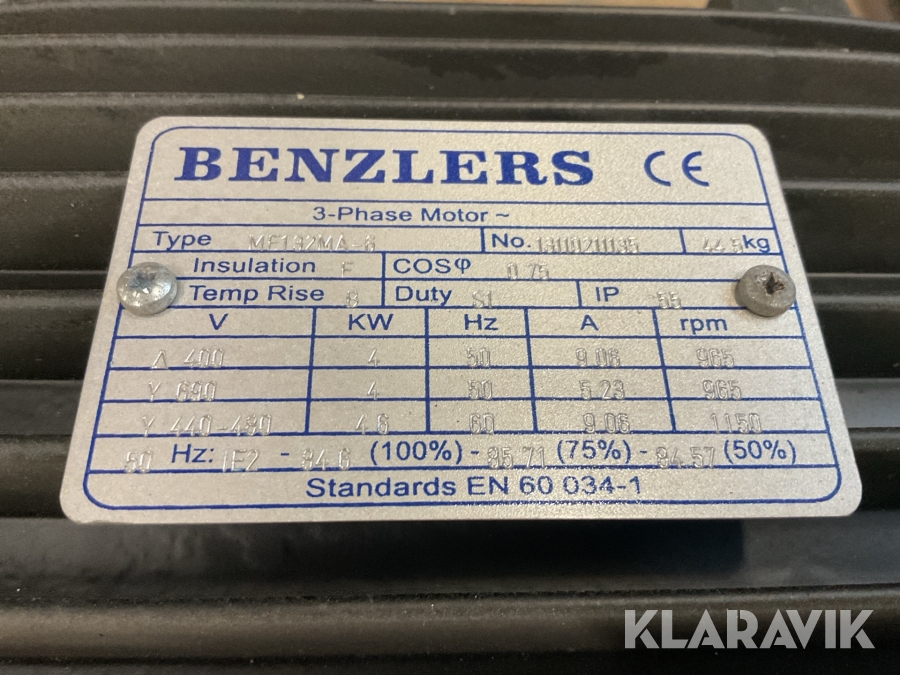 BENZLERS CE
3-Phase Motor ~
Type MF132MA-6 No. 44.5 kg
Insulation F COSφ 0.75
Temp Rise Duty S1 IP 55
V KW Hz A rpm
Δ 400 4 50 9.06 965
Y 690 4 50 5.23 965
Y 440-480 4.6 60 9.06 1150
50 Hz: IE2 - 84.6 (100%) - 85.71 (75%) - 84.57 (50%)
Standards EN 60 034-1
KLARAVIK